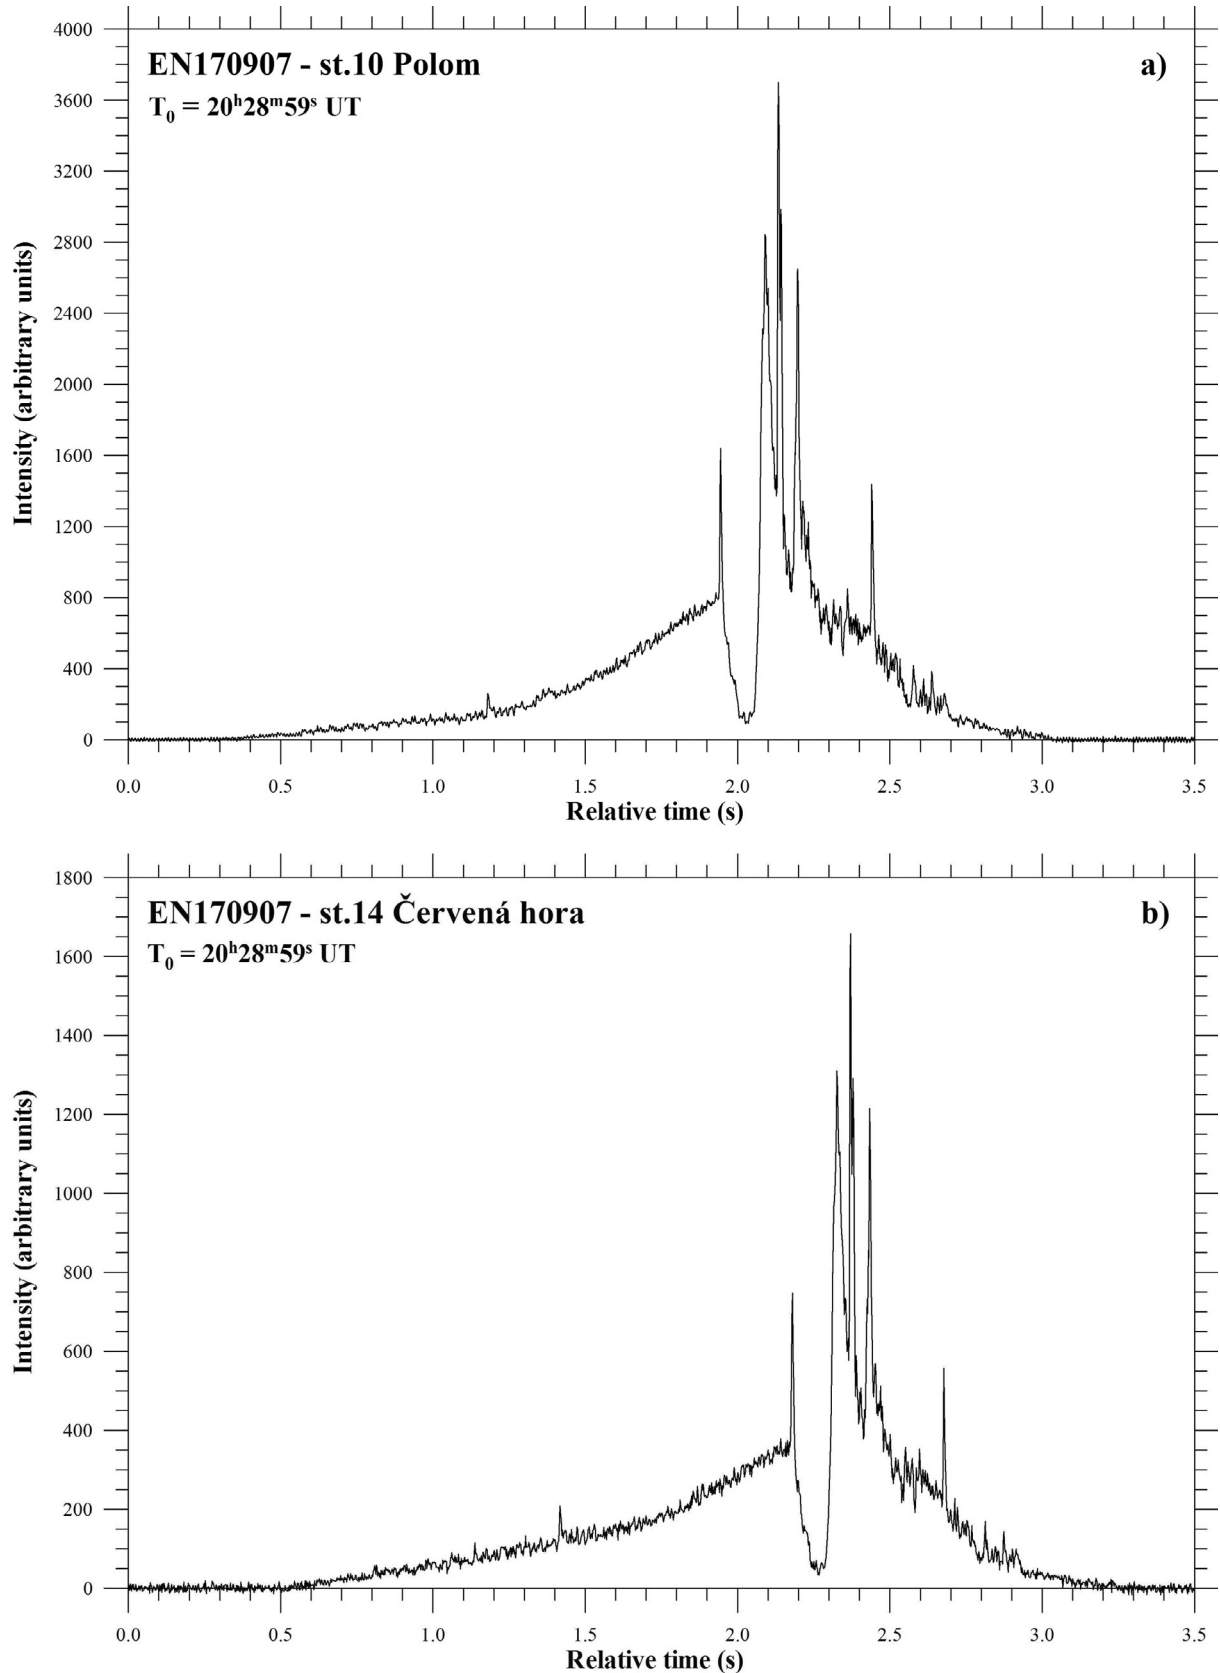 EN170907 - st.10 Polom
a)
T₀ = 20ʰ28ᵐ59ˢ UT
Intensity (arbitrary units)
4000
3600
3200
2800
2400
2000
1600
1200
800
400
0
0.0 0.5 1.0 1.5 2.0 2.5 3.0 3.5
Relative time (s)
EN170907 - st.14 Červená hora
b)
T₀ = 20ʰ28ᵐ59ˢ UT
Intensity (arbitrary units)
1800
1600
1400
1200
1000
800
600
400
200
0
0.0 0.5 1.0 1.5 2.0 2.5 3.0 3.5
Relative time (s)